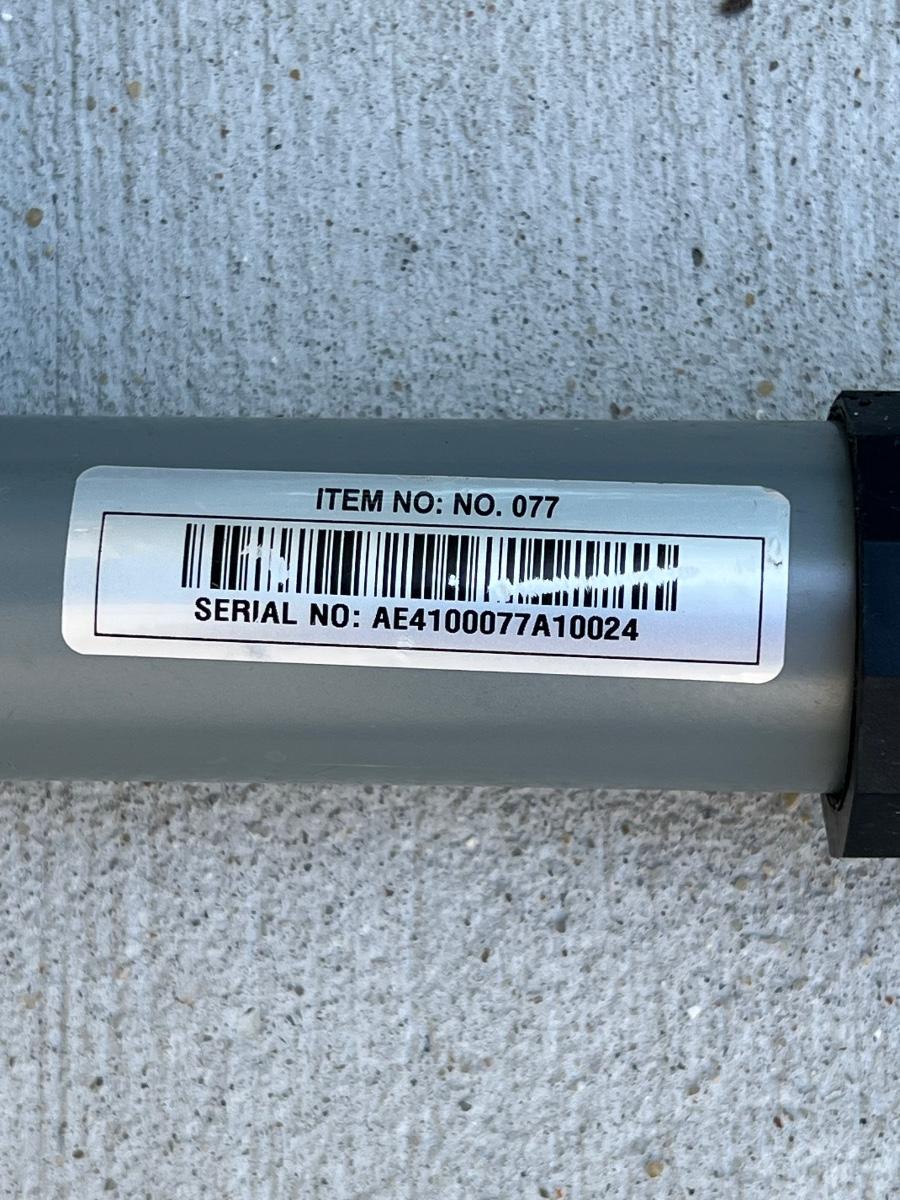 ITEM NO: NO. 077
SERIAL NO: AE4100077A10024